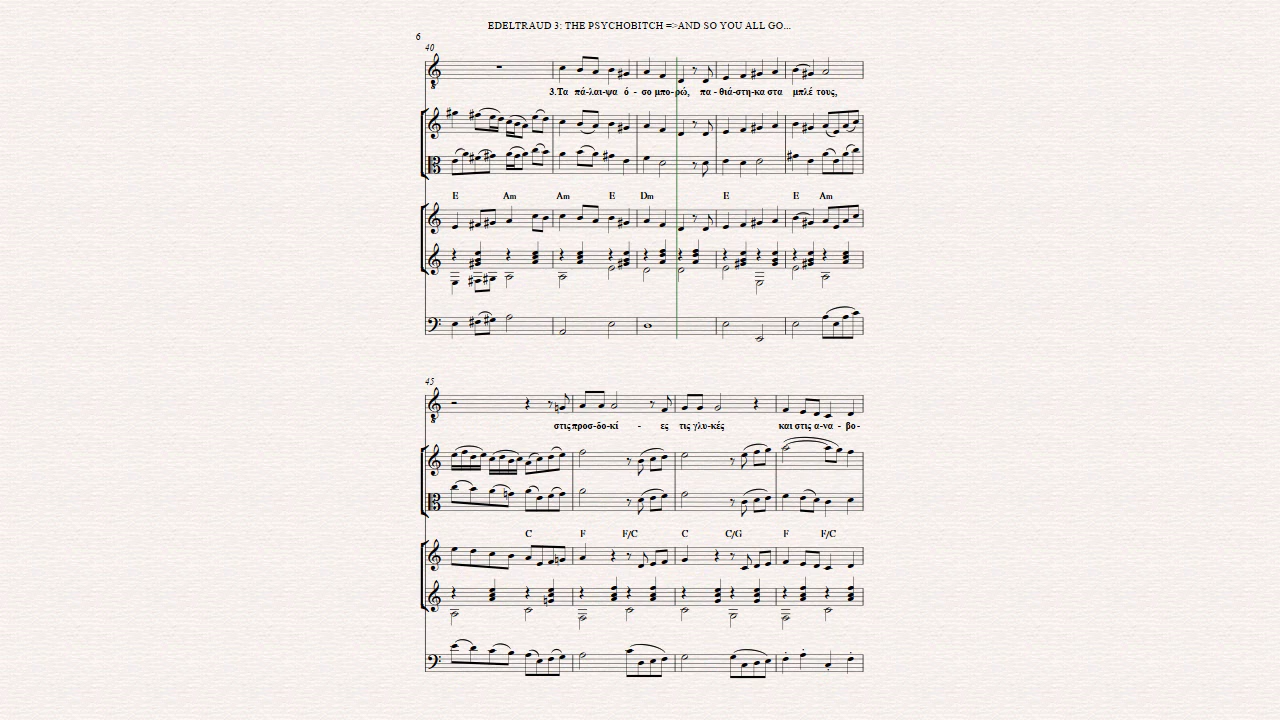 EDELTRAUD 3: THE PSYCHOBITCH =>AND SO YOU ALL GO...
6
40
3.Τα πά-λαι-ψα ό - σο μπο-ρώ, πα - θιά-στη-κα στα μπλέ τους,
E Am Am E Dm E E Am
45
στις προσ-δο-κί - ες τις γλυ-κές και στις α-να - βο-
C F F/C C C/G F F/C